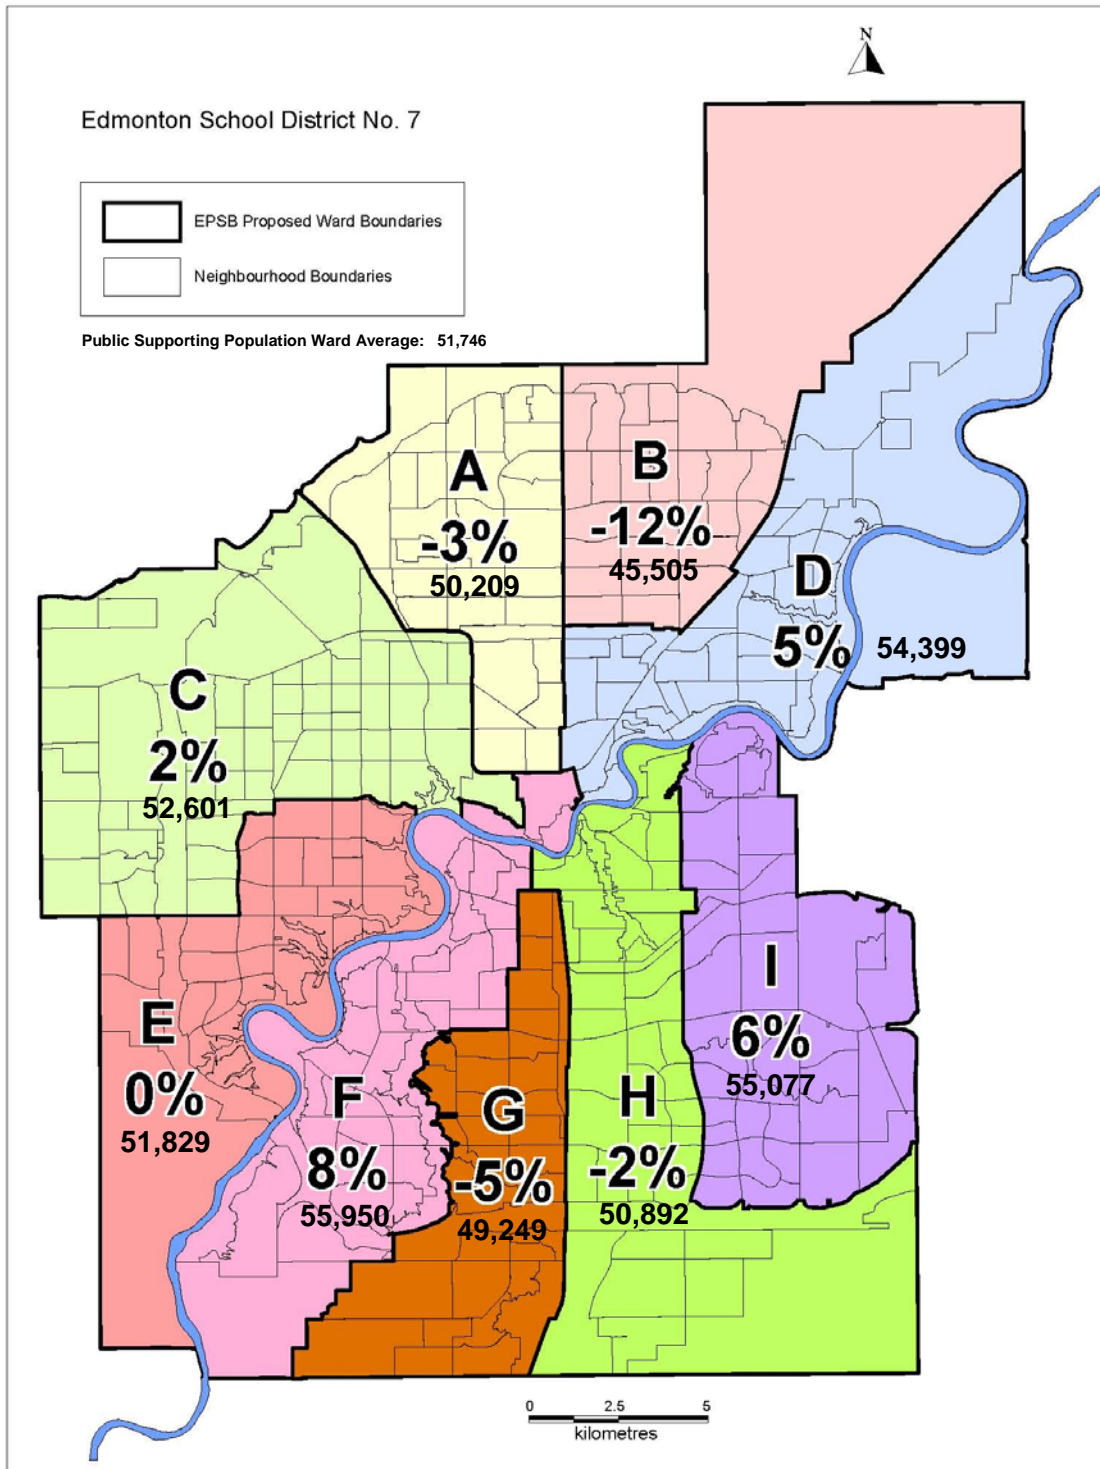 N
Edmonton School District No. 7
EPSB Proposed Ward Boundaries
Neighbourhood Boundaries
Public Supporting Population Ward Average: 51,746
A
-3%
50,209
B
-12%
45,505
D
5%
54,399
C
2%
52,601
E
0%
51,829
F
8%
55,950
G
-5%
49,249
H
-2%
50,892
I
6%
55,077
0 2.5 5
kilometres